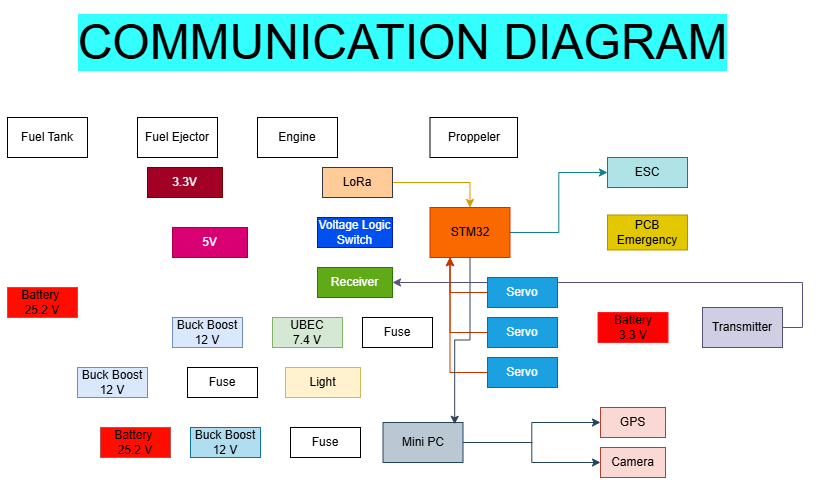 COMMUNICATION DIAGRAM
Fuel Tank
Fuel Ejector
Engine
Proppeler
3.3V
LoRa
ESC
Voltage Logic
Switch
STM32
PCB
Emergency
5V
Receiver
Servo
Battery
25.2 V
Buck Boost
12 V
UBEC
7.4 V
Fuse
Servo
Battery
3.3 V
Transmitter
Buck Boost
12 V
Fuse
Light
Servo
Battery
25.2 V
Buck Boost
12 V
Fuse
Mini PC
GPS
Camera